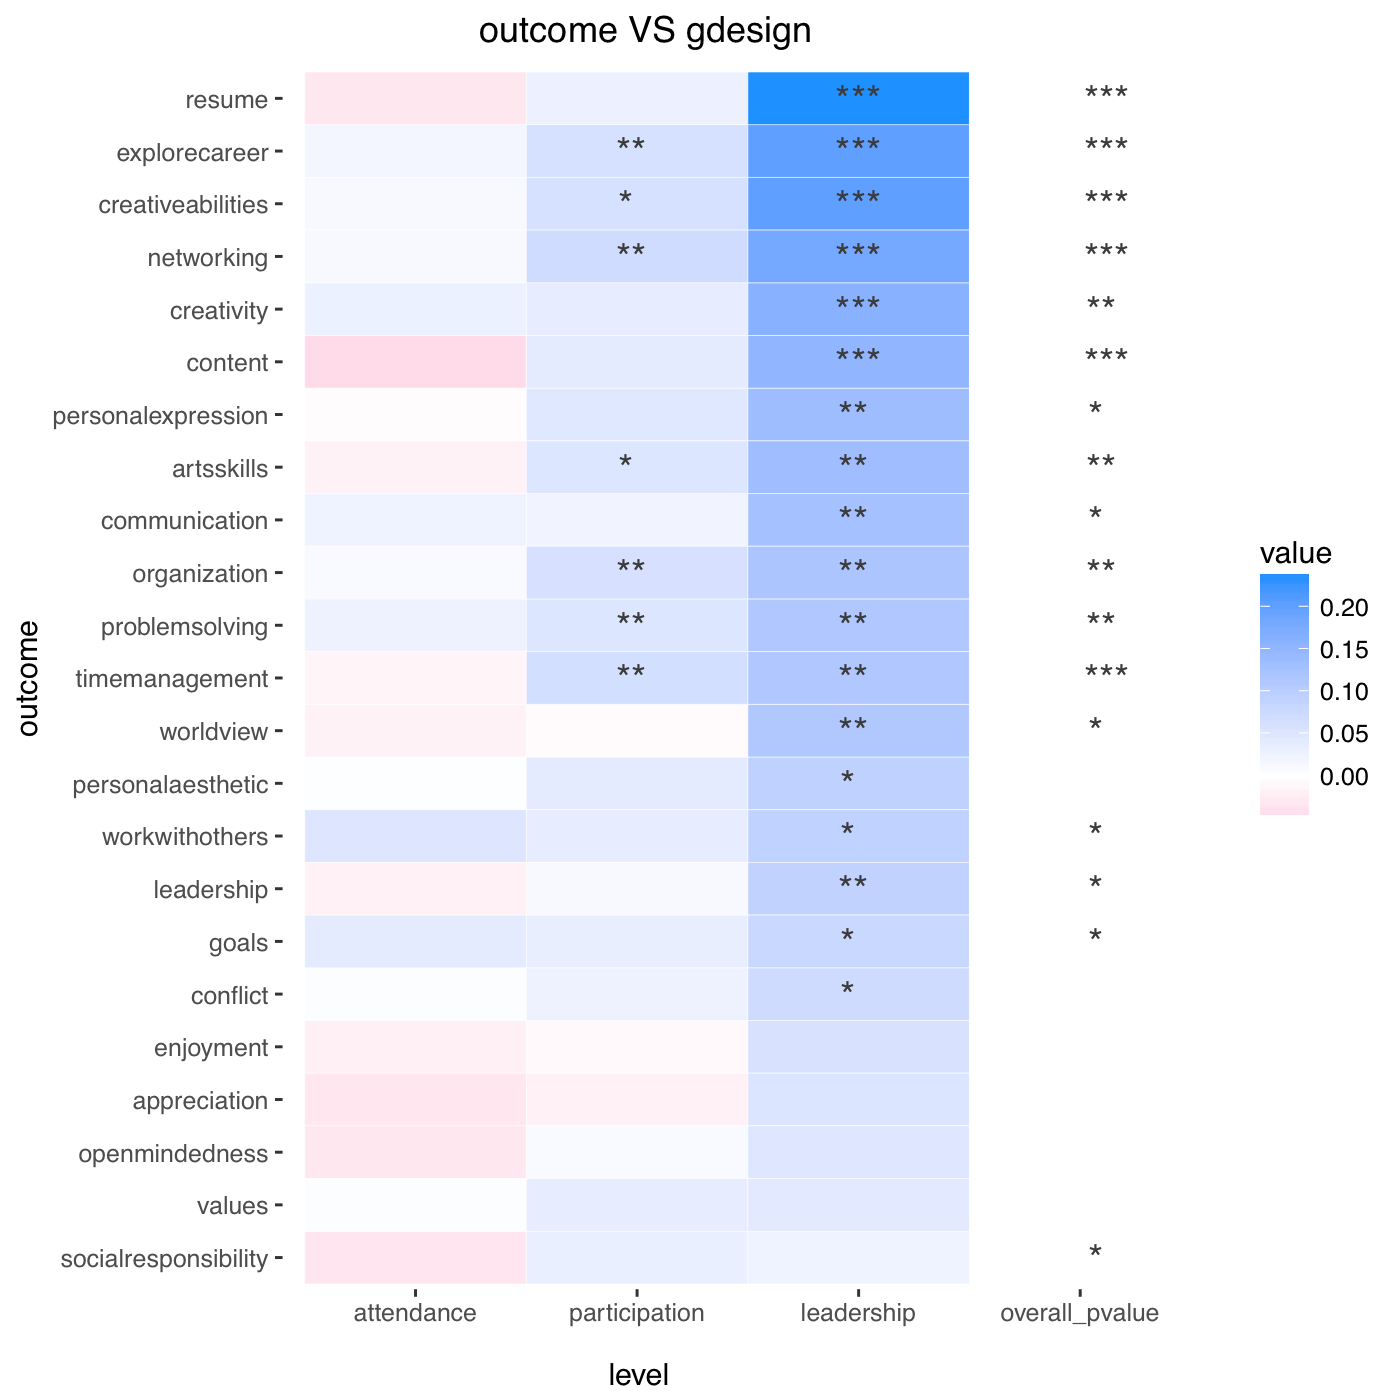 outcome VS gdesign
resume *** ***
explorecareer ** *** ***
creativeabilities * *** ***
networking ** *** ***
creativity *** **
content *** ***
personalexpression ** *
artsskills * ** **
communication ** *
organization ** ** **
problemsolving ** ** **
timemanagement ** ** ***
worldview ** *
personalaesthetic *
workwithothers * *
leadership ** *
goals * *
conflict *
enjoyment
appreciation
openmindedness
values
socialresponsibility *
outcome
attendance participation leadership overall_pvalue
level
value
0.20
0.15
0.10
0.05
0.00